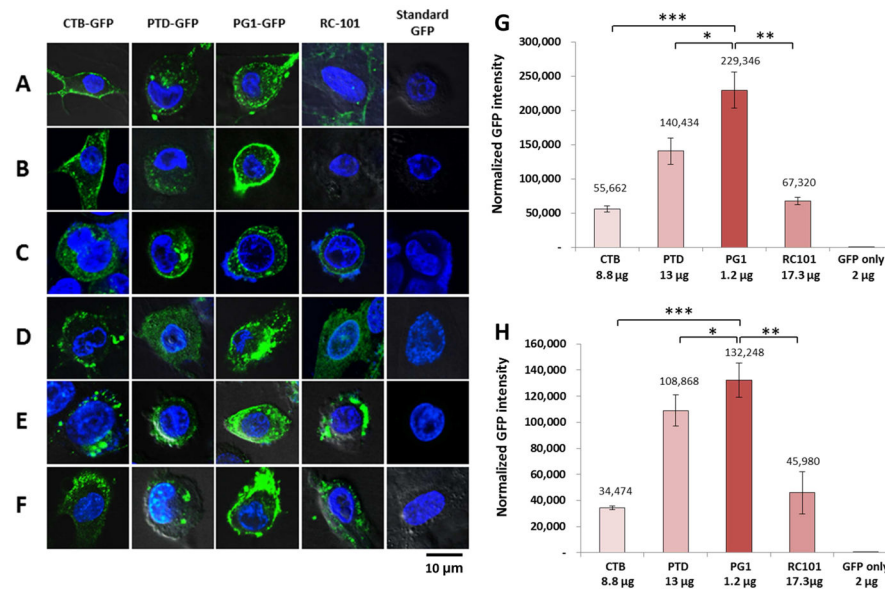 CTB-GFP PTD-GFP PG1-GFP RC-101 Standard
GFP
A
B
C
D
E
F
10 µm
G
Normalized GFP intensity
300,000
250,000
200,000
150,000
100,000
50,000
-
***
* **
55,662
140,434
229,346
67,320
CTB PTD PG1 RC101 GFP only
8.8 µg 13 µg 1.2 µg 17.3 µg 2 µg
H
Normalized GFP intensity
160,000
140,000
120,000
100,000
80,000
60,000
40,000
20,000
-
***
* **
34,474
108,868
132,248
45,980
CTB PTD PG1 RC101 GFP only
8.8 µg 13 µg 1.2 µg 17.3µg 2 µg